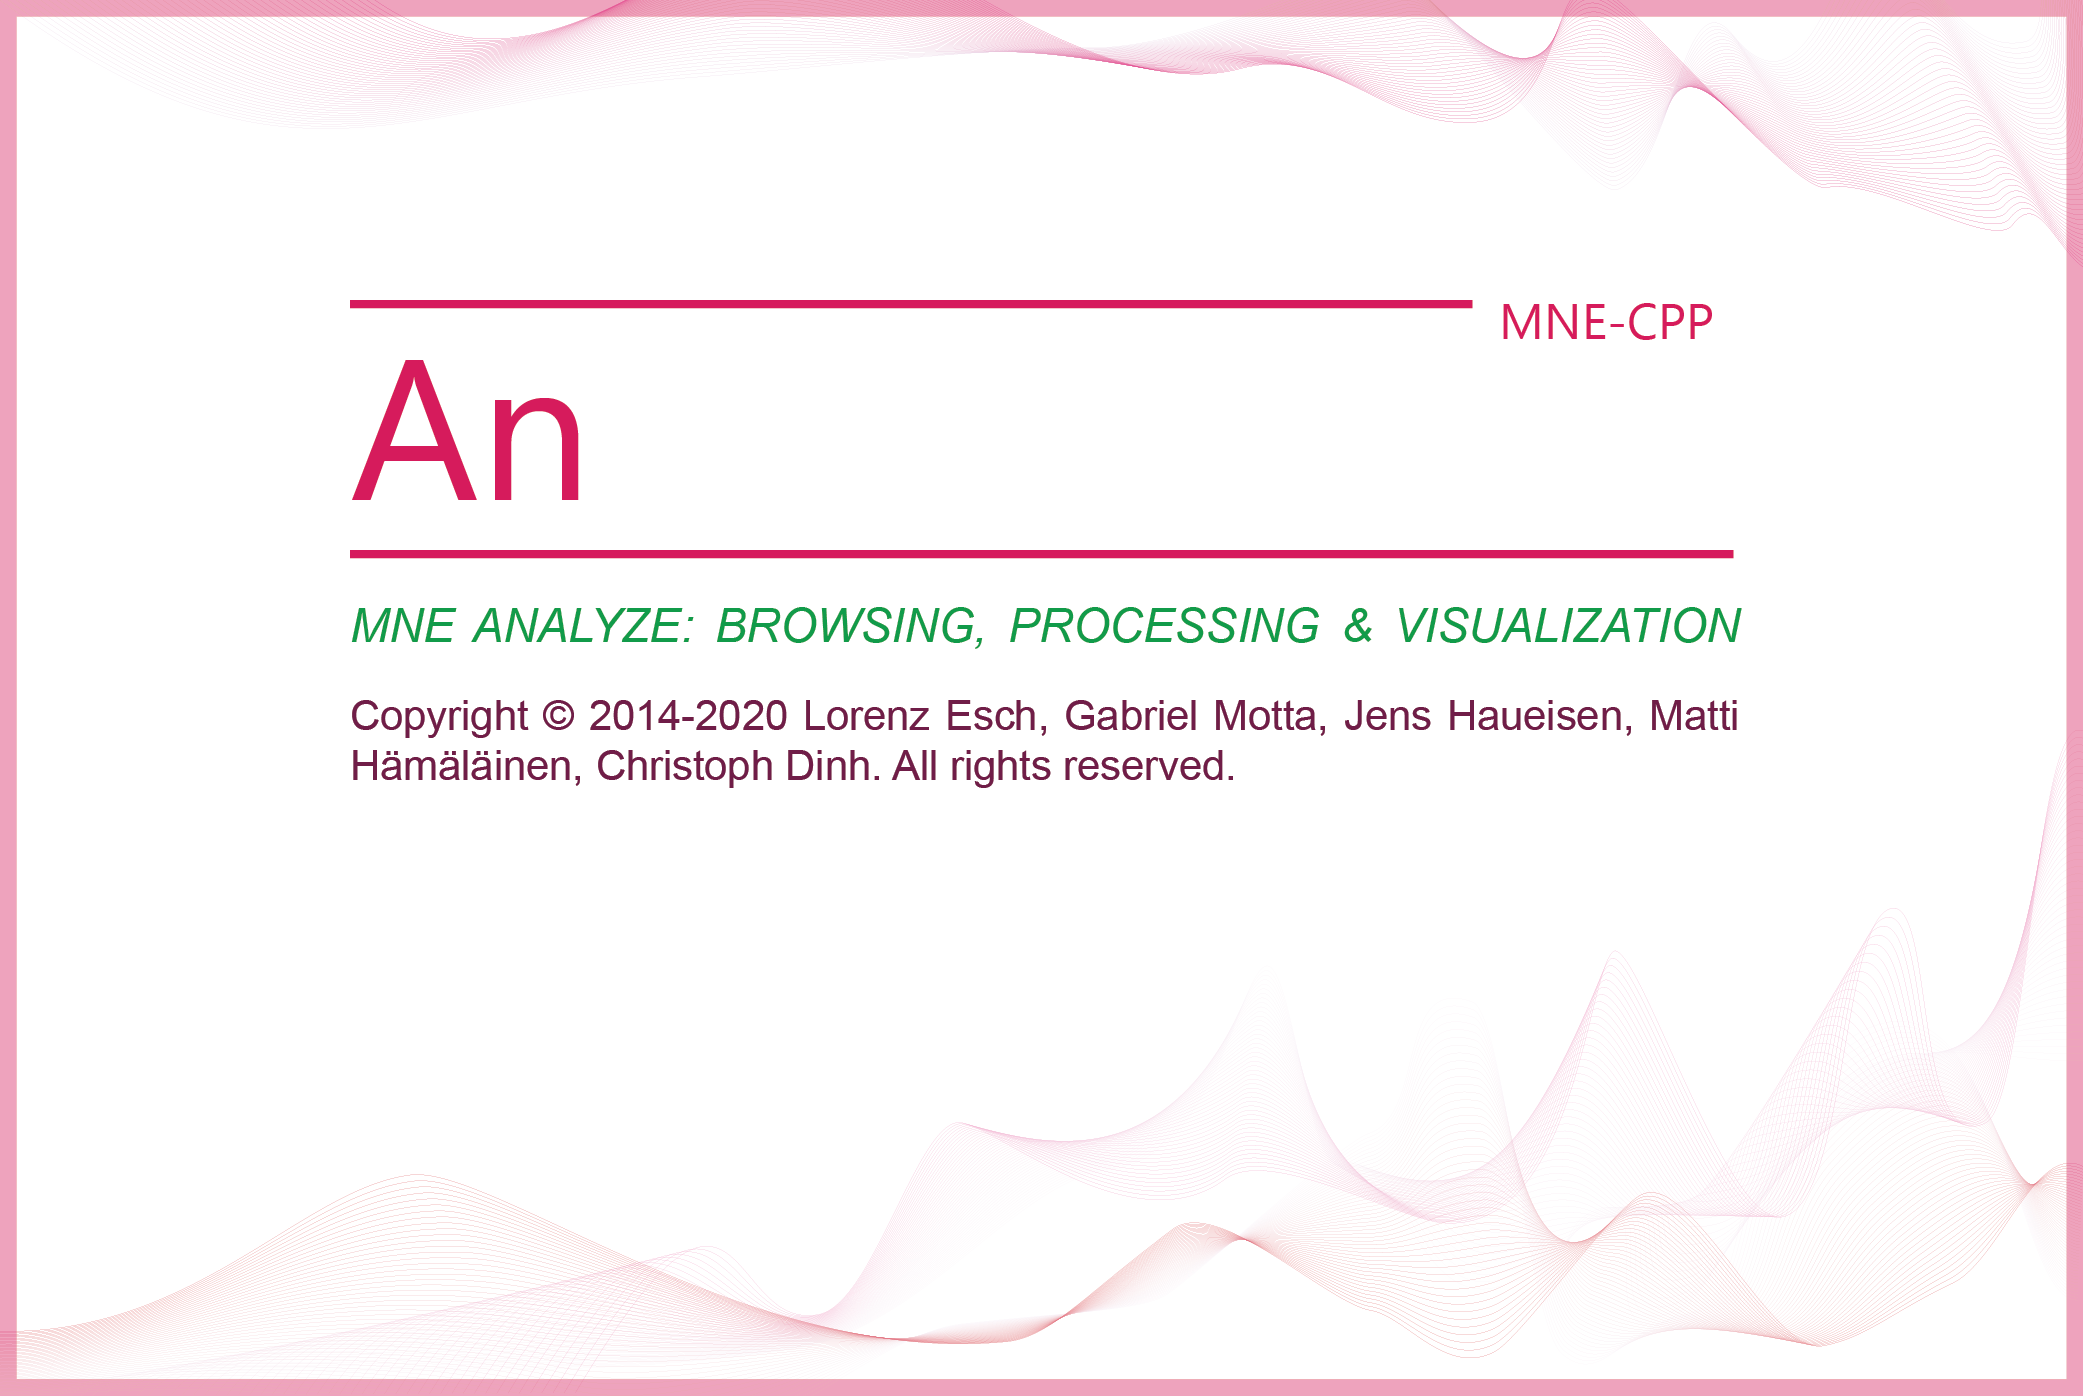 MNE-CPP
An
MNE ANALYZE: BROWSING, PROCESSING & VISUALIZATION
Copyright © 2014-2020 Lorenz Esch, Gabriel Motta, Jens Haueisen, Matti
Hämäläinen, Christoph Dinh. All rights reserved.